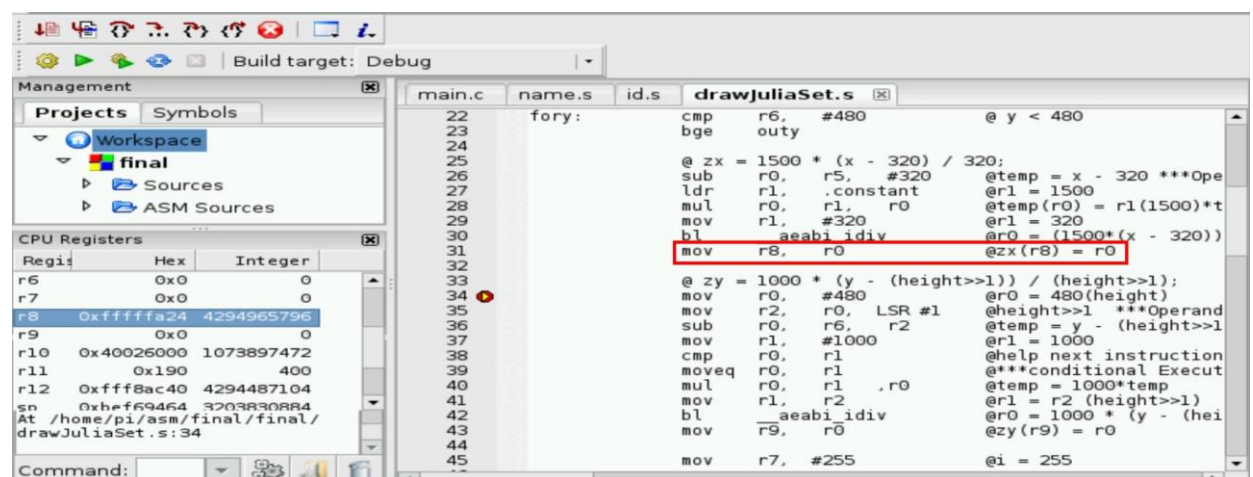 Build target: Debug
Management
Projects Symbols
Workspace
final
Sources
ASM Sources
CPU Registers
Regis Hex Integer
r6 0x0 0
r7 0x0 0
r8 0xfffffa24 4294965796
r9 0x0 0
r10 0x40026000 1073897472
r11 0x190 400
r12 0xfff8ac40 4294487104
sp 0xbef69464 3203830884
At /home/pi/asm/final/final/
drawJuliaSet.s:34
Command:
main.c name.s id.s drawJuliaSet.s
22 fory: cmp r6, #480 @ y < 480
23 bge outy
24
25 @ zx = 1500 * (x - 320) / 320;
26 sub r0, r5, #320 @temp = x - 320 ***Ope
27 ldr r1, .constant @r1 = 1500
28 mul r0, r1, r0 @temp(r0) = r1(1500)*t
29 mov r1, #320 @r1 = 320
30 bl __aeabi_idiv @r0 = (1500*(x - 320))
31 mov r8, r0 @zx(r8) = r0
32
33 @ zy = 1000 * (y - (height>>1)) / (height>>1);
34 mov r0, #480 @r0 = 480(height)
35 mov r2, r0, LSR #1 @height>>1 ***Operand
36 sub r0, r6, r2 @temp = y - (height>>1
37 mov r1, #1000 @r1 = 1000
38 cmp r0, r1 @help next instruction
39 moveq r0, r1 @***conditional Execut
40 mul r0, r1 ,r0 @temp = 1000*temp
41 mov r1, r2 @r1 = r2 (height>>1)
42 bl __aeabi_idiv @r0 = 1000 * (y - (hei
43 mov r9, r0 @zy(r9) = r0
44
45 mov r7, #255 @i = 255